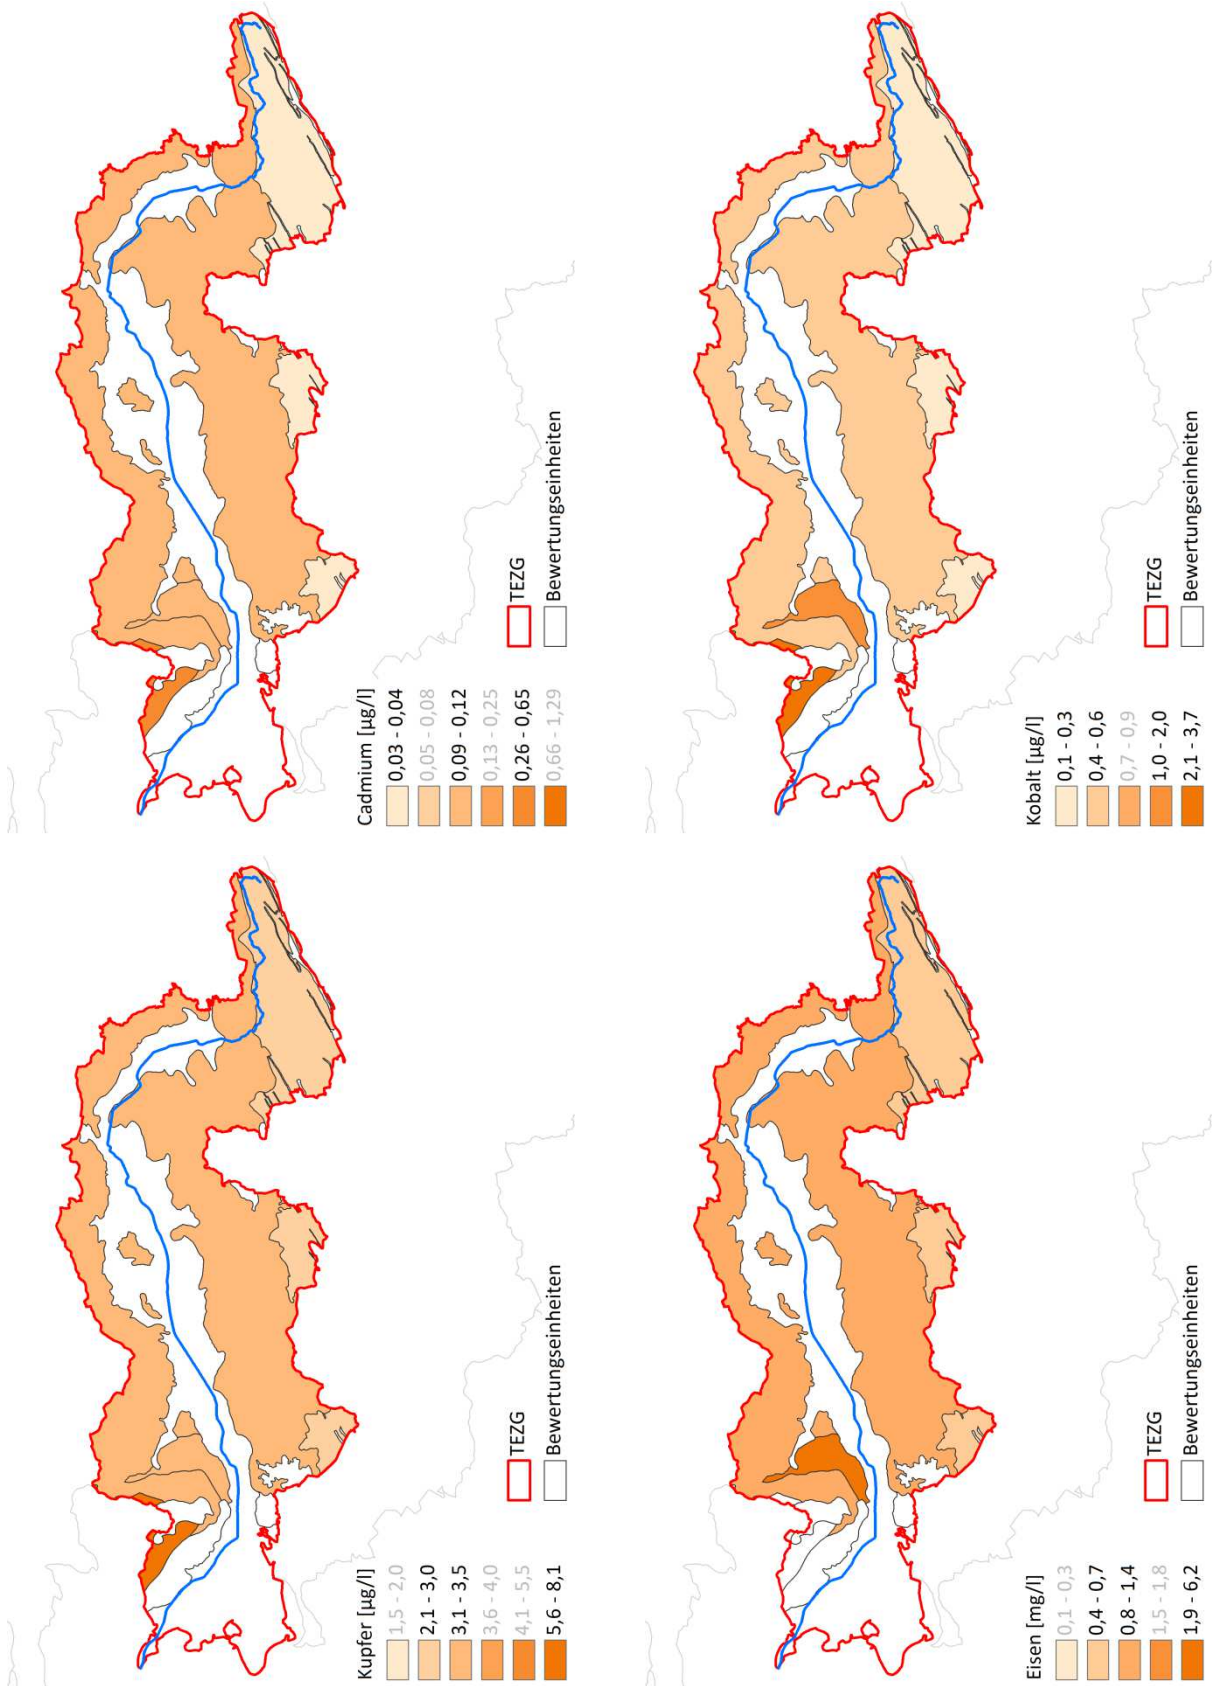 Kupfer [µg/l]
1,5 - 2,0
2,1 - 3,0
3,1 - 3,5
3,6 - 4,0
4,1 - 5,5
5,6 - 8,1
TEZG
Bewertungseinheiten
Cadmium [µg/l]
0,03 - 0,04
0,05 - 0,08
0,09 - 0,12
0,13 - 0,25
0,26 - 0,65
0,66 - 1,29
TEZG
Bewertungseinheiten
Eisen [mg/l]
0,1 - 0,3
0,4 - 0,7
0,8 - 1,4
1,5 - 1,8
1,9 - 6,2
TEZG
Bewertungseinheiten
Kobalt [µg/l]
0,1 - 0,3
0,4 - 0,6
0,7 - 0,9
1,0 - 2,0
2,1 - 3,7
TEZG
Bewertungseinheiten